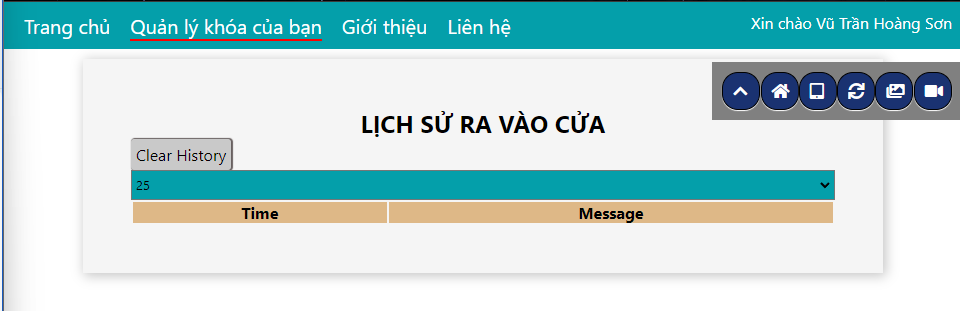 Trang chủ Quản lý khóa của bạn Giới thiệu Liên hệ Xin chào Vũ Trần Hoàng Sơn
LỊCH SỬ RA VÀO CỬA
Clear History
25
Time Message